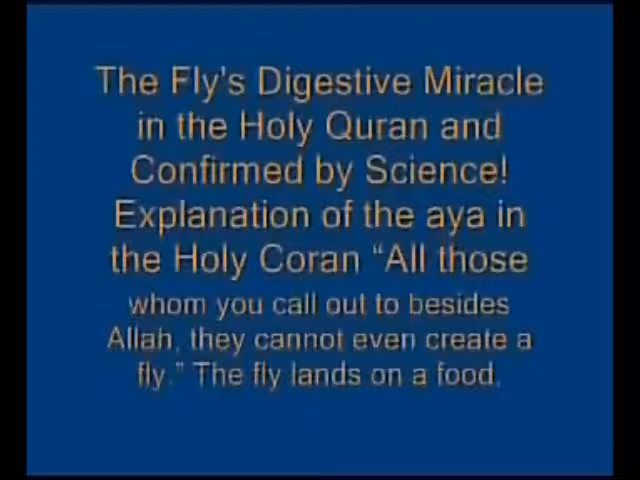 The Fly's Digestive Miracle
in the Holy Quran and
Confirmed by Science!
Explanation of the aya in
the Holy Coran “All those
whom you call out to besides
Allah, they cannot even create a
fly.” The fly lands on a food.